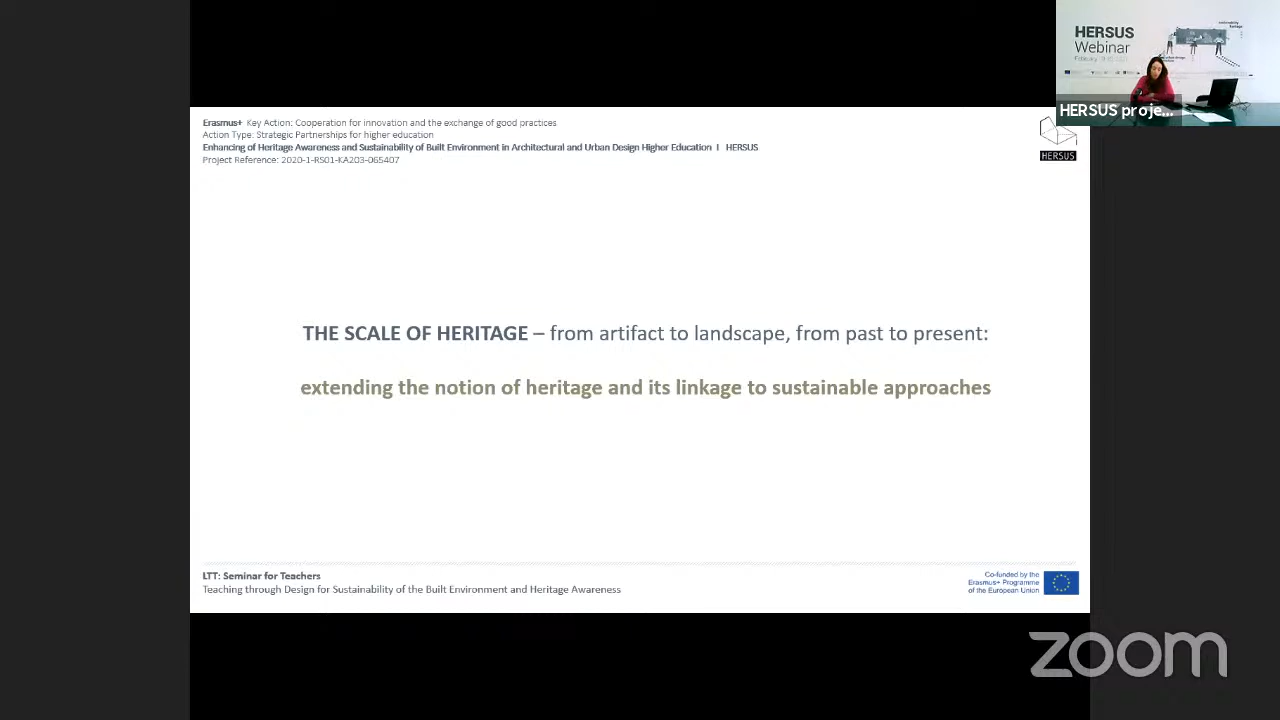 Erasmus+ Key Action: Cooperation for innovation and the exchange of good practices
Action Type: Strategic Partnerships for higher education
Enhancing of Heritage Awareness and Sustainability of Built Environment in Architectural and Urban Design Higher Education I HERSUS
Project Reference: 2020-1-RS01-KA203-065407
HERSUS
Webinar
HERSUS proje...
HERSUS
THE SCALE OF HERITAGE – from artifact to landscape, from past to present:
extending the notion of heritage and its linkage to sustainable approaches
LTT: Seminar for Teachers
Teaching through Design for Sustainability of the Built Environment and Heritage Awareness
Co-funded by the
Erasmus+ Programme
of the European Union
zoom